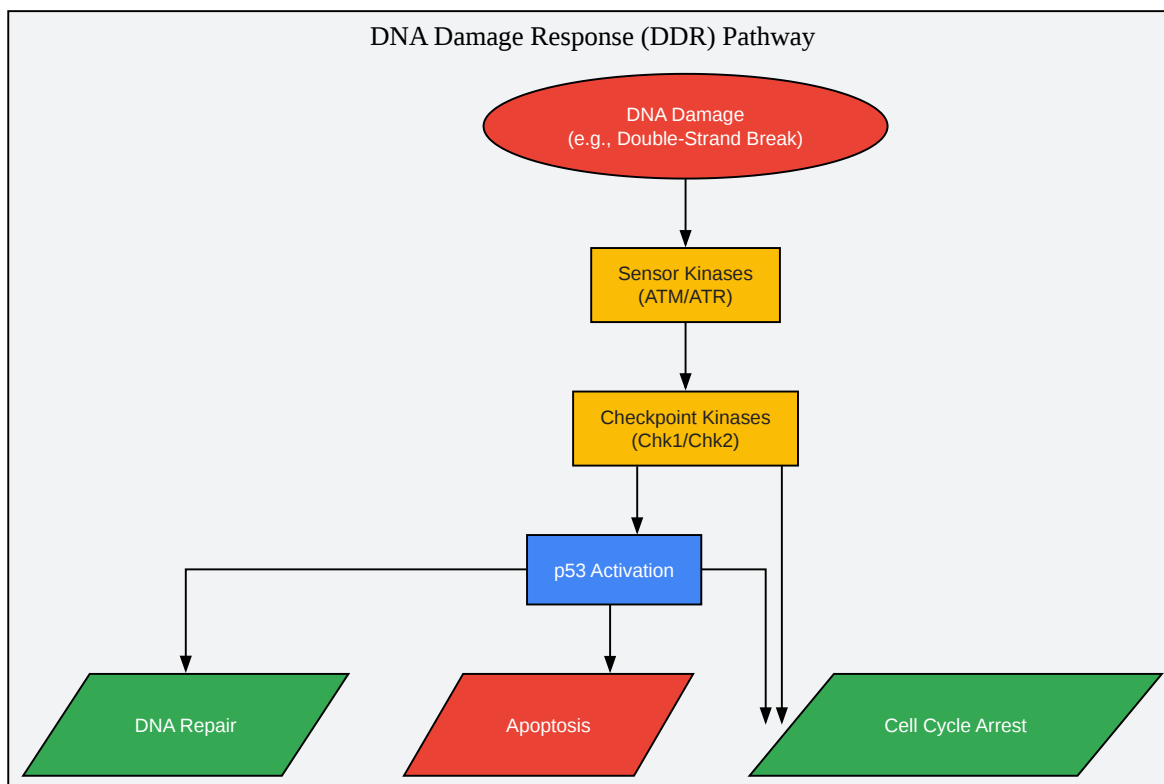 DNA Damage Response (DDR) Pathway
DNA Damage
(e.g., Double-Strand Break)
Sensor Kinases
(ATM/ATR)
Checkpoint Kinases
(Chk1/Chk2)
p53 Activation
DNA Repair
Apoptosis
Cell Cycle Arrest